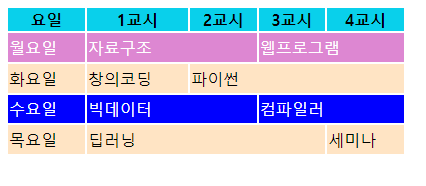 요일 1교시 2교시 3교시 4교시
월요일 자료구조 웹프로그램
화요일 창의코딩 파이썬
수요일 빅데이터 컴파일러
목요일 딥러닝 세미나